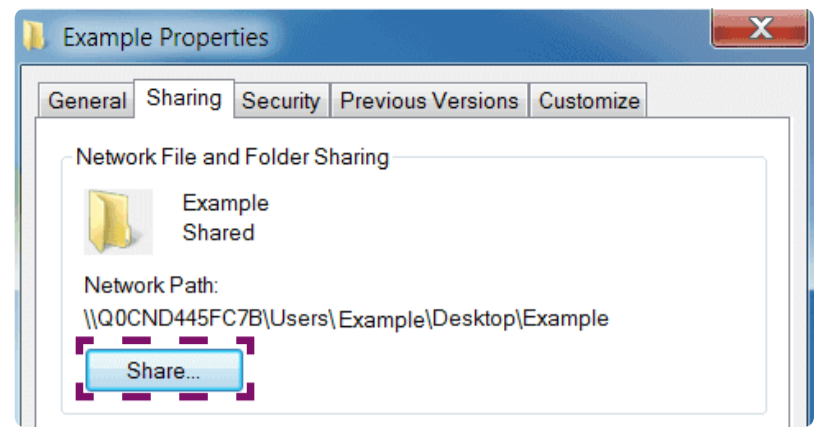 Example Properties
General Sharing Security Previous Versions Customize
Network File and Folder Sharing
Example
Shared
Network Path:
\\Q0CND445FC7B\Users\Example\Desktop\Example
Share...